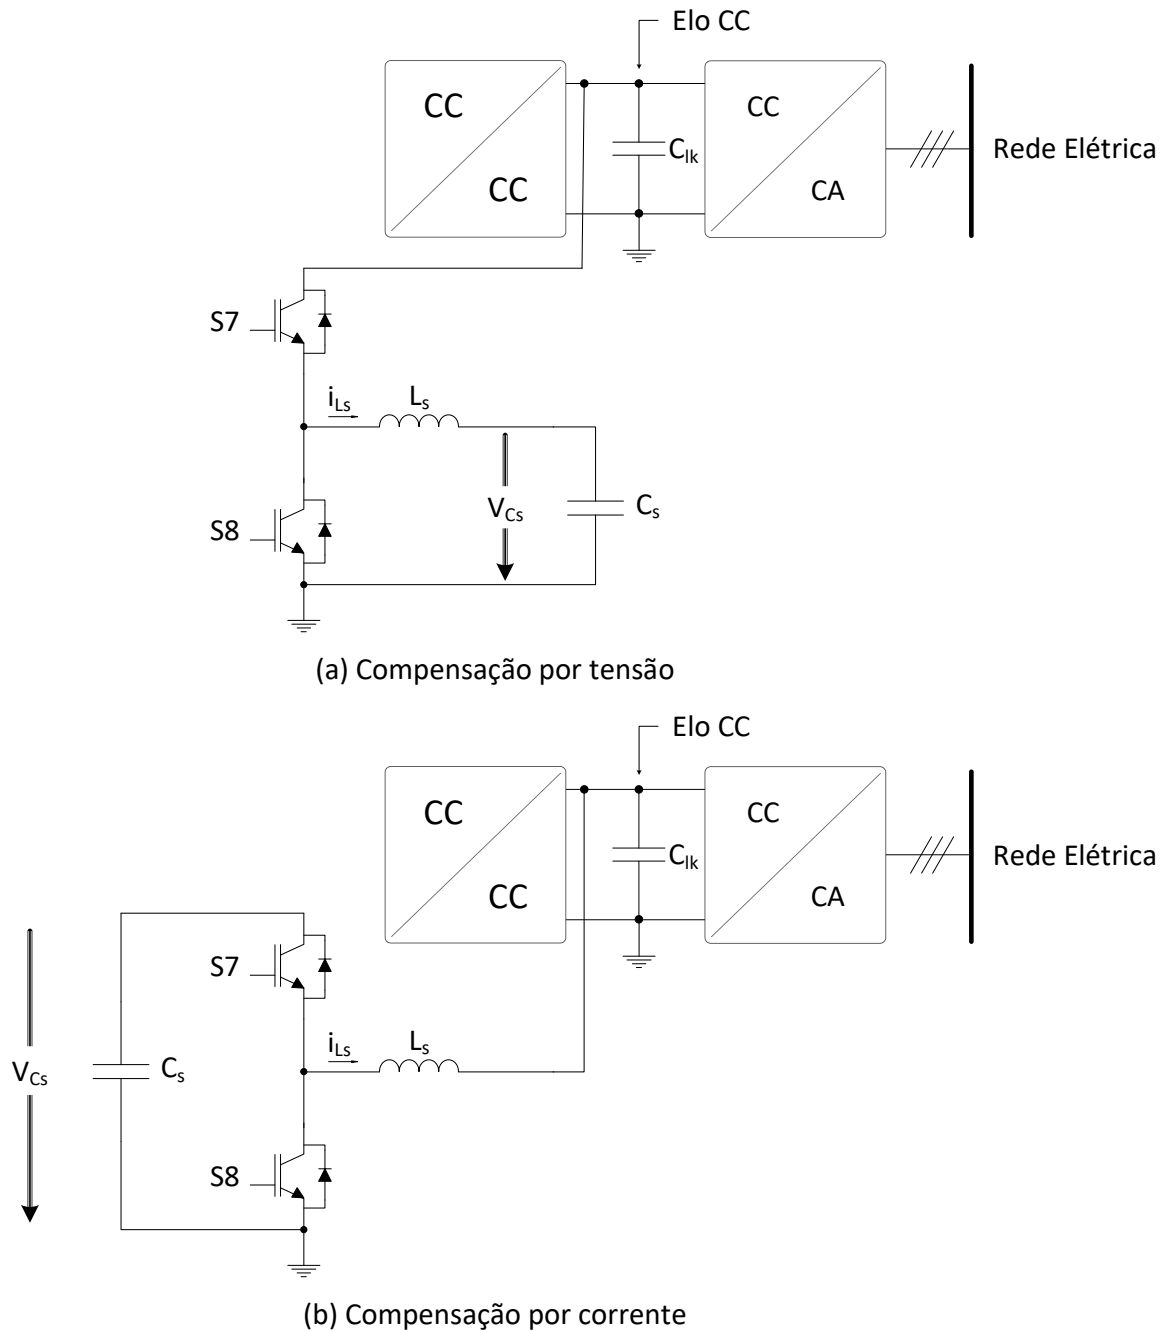 Elo CC
CC
CC
CC
CA
C_lk
Rede Elétrica
S7
i_Ls
L_s
V_Cs
C_s
S8
(a) Compensação por tensão
Elo CC
CC
CC
CC
CA
C_lk
Rede Elétrica
S7
i_Ls
L_s
V_Cs
C_s
S8
(b) Compensação por corrente